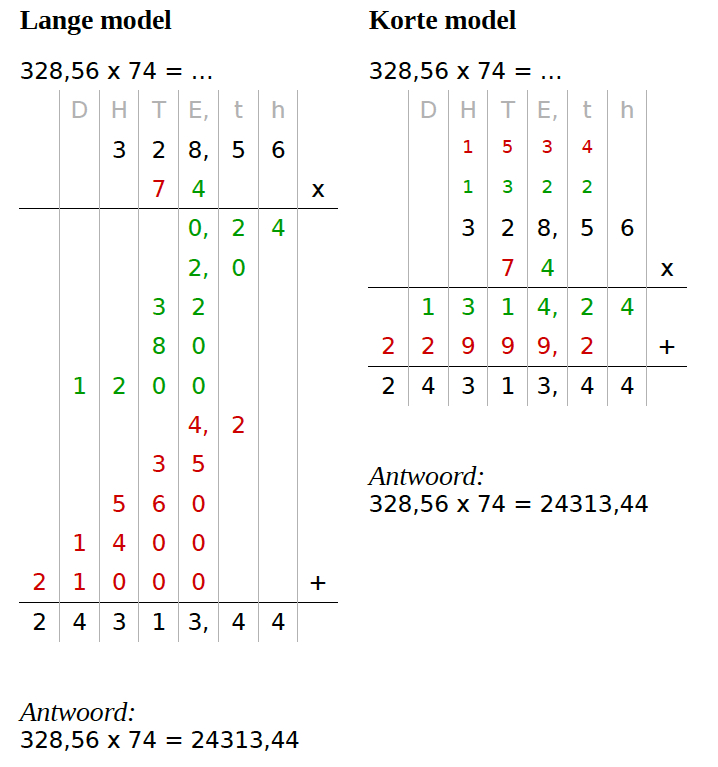 Lange model
328,56 x 74 = ...
D H T E, t h
3 2 8, 5 6
7 4 x
0, 2 4
2, 0
3 2
8 0
1 2 0 0
4, 2
3 5
5 6 0
1 4 0 0
2 1 0 0 0 +
2 4 3 1 3, 4 4
Antwoord:
328,56 x 74 = 24313,44
Korte model
328,56 x 74 = ...
D H T E, t h
1 5 3 4
1 3 2 2
3 2 8, 5 6
7 4 x
1 3 1 4, 2 4
2 2 9 9 9, 2 +
2 4 3 1 3, 4 4
Antwoord:
328,56 x 74 = 24313,44